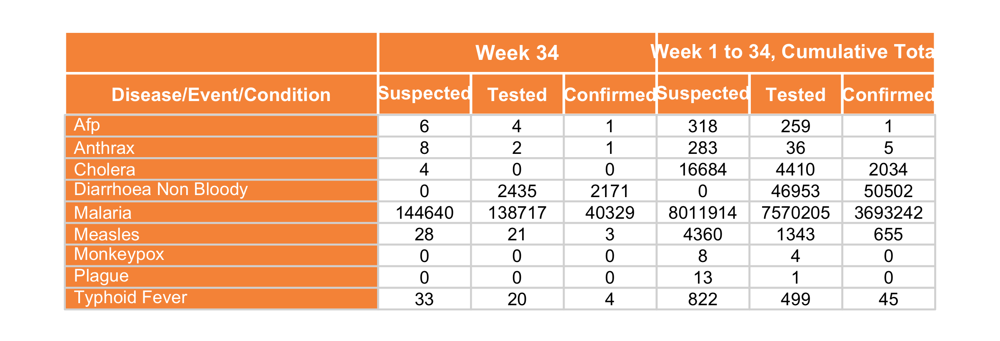 Week 34 Week 1 to 34, Cumulative Tota
Disease/Event/Condition Suspected Tested Confirmed Suspected Tested Confirmed
Afp 6 4 1 318 259 1
Anthrax 8 2 1 283 36 5
Cholera 4 0 0 16684 4410 2034
Diarrhoea Non Bloody 0 2435 2171 0 46953 50502
Malaria 144640 138717 40329 8011914 7570205 3693242
Measles 28 21 3 4360 1343 655
Monkeypox 0 0 0 8 4 0
Plague 0 0 0 13 1 0
Typhoid Fever 33 20 4 822 499 45